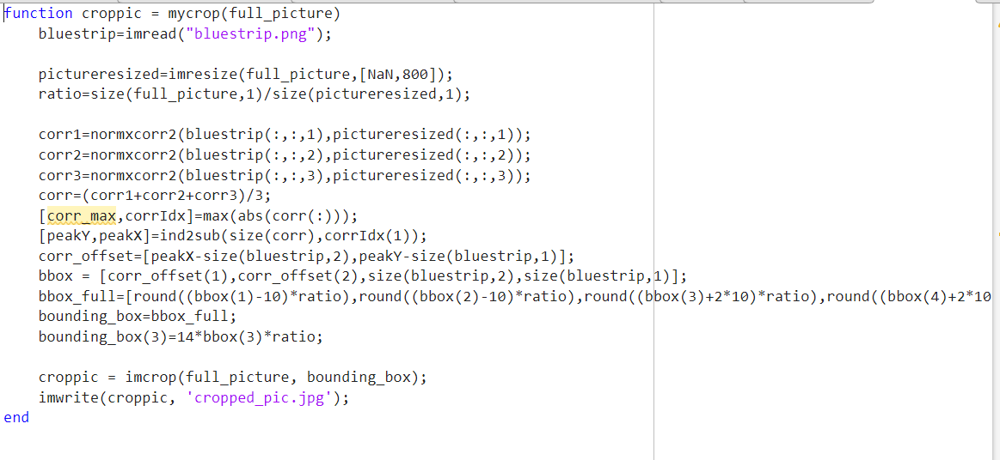 function croppic = mycrop(full_picture)
bluestrip=imread("bluestrip.png");
pictureresized=imresize(full_picture,[NaN,800]);
ratio=size(full_picture,1)/size(pictureresized,1);
corr1=normxcorr2(bluestrip(:,:,1),pictureresized(:,:,1));
corr2=normxcorr2(bluestrip(:,:,2),pictureresized(:,:,2));
corr3=normxcorr2(bluestrip(:,:,3),pictureresized(:,:,3));
corr=(corr1+corr2+corr3)/3;
[corr_max,corrIdx]=max(abs(corr(:)));
[peakY,peakX]=ind2sub(size(corr),corrIdx(1));
corr_offset=[peakX-size(bluestrip,2),peakY-size(bluestrip,1)];
bbox = [corr_offset(1),corr_offset(2),size(bluestrip,2),size(bluestrip,1)];
bbox_full=[round((bbox(1)-10)*ratio),round((bbox(2)-10)*ratio),round((bbox(3)+2*10)*ratio),round((bbox(4)+2*10
bounding_box=bbox_full;
bounding_box(3)=14*bbox(3)*ratio;
croppic = imcrop(full_picture, bounding_box);
imwrite(croppic, 'cropped_pic.jpg');
end